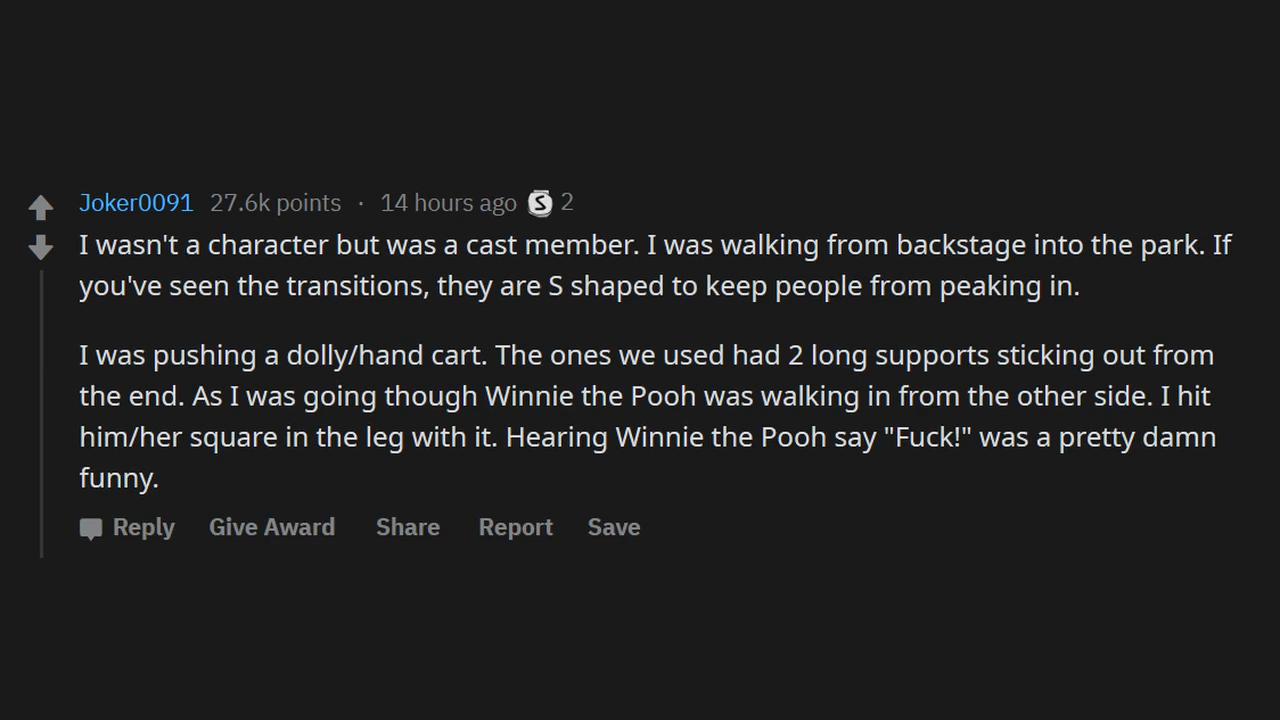 Joker0091 27.6k points · 14 hours ago S 2
I wasn't a character but was a cast member. I was walking from backstage into the park. If
you've seen the transitions, they are S shaped to keep people from peaking in.
I was pushing a dolly/hand cart. The ones we used had 2 long supports sticking out from
the end. As I was going though Winnie the Pooh was walking in from the other side. I hit
him/her square in the leg with it. Hearing Winnie the Pooh say "Fuck!" was a pretty damn
funny.
Reply Give Award Share Report Save